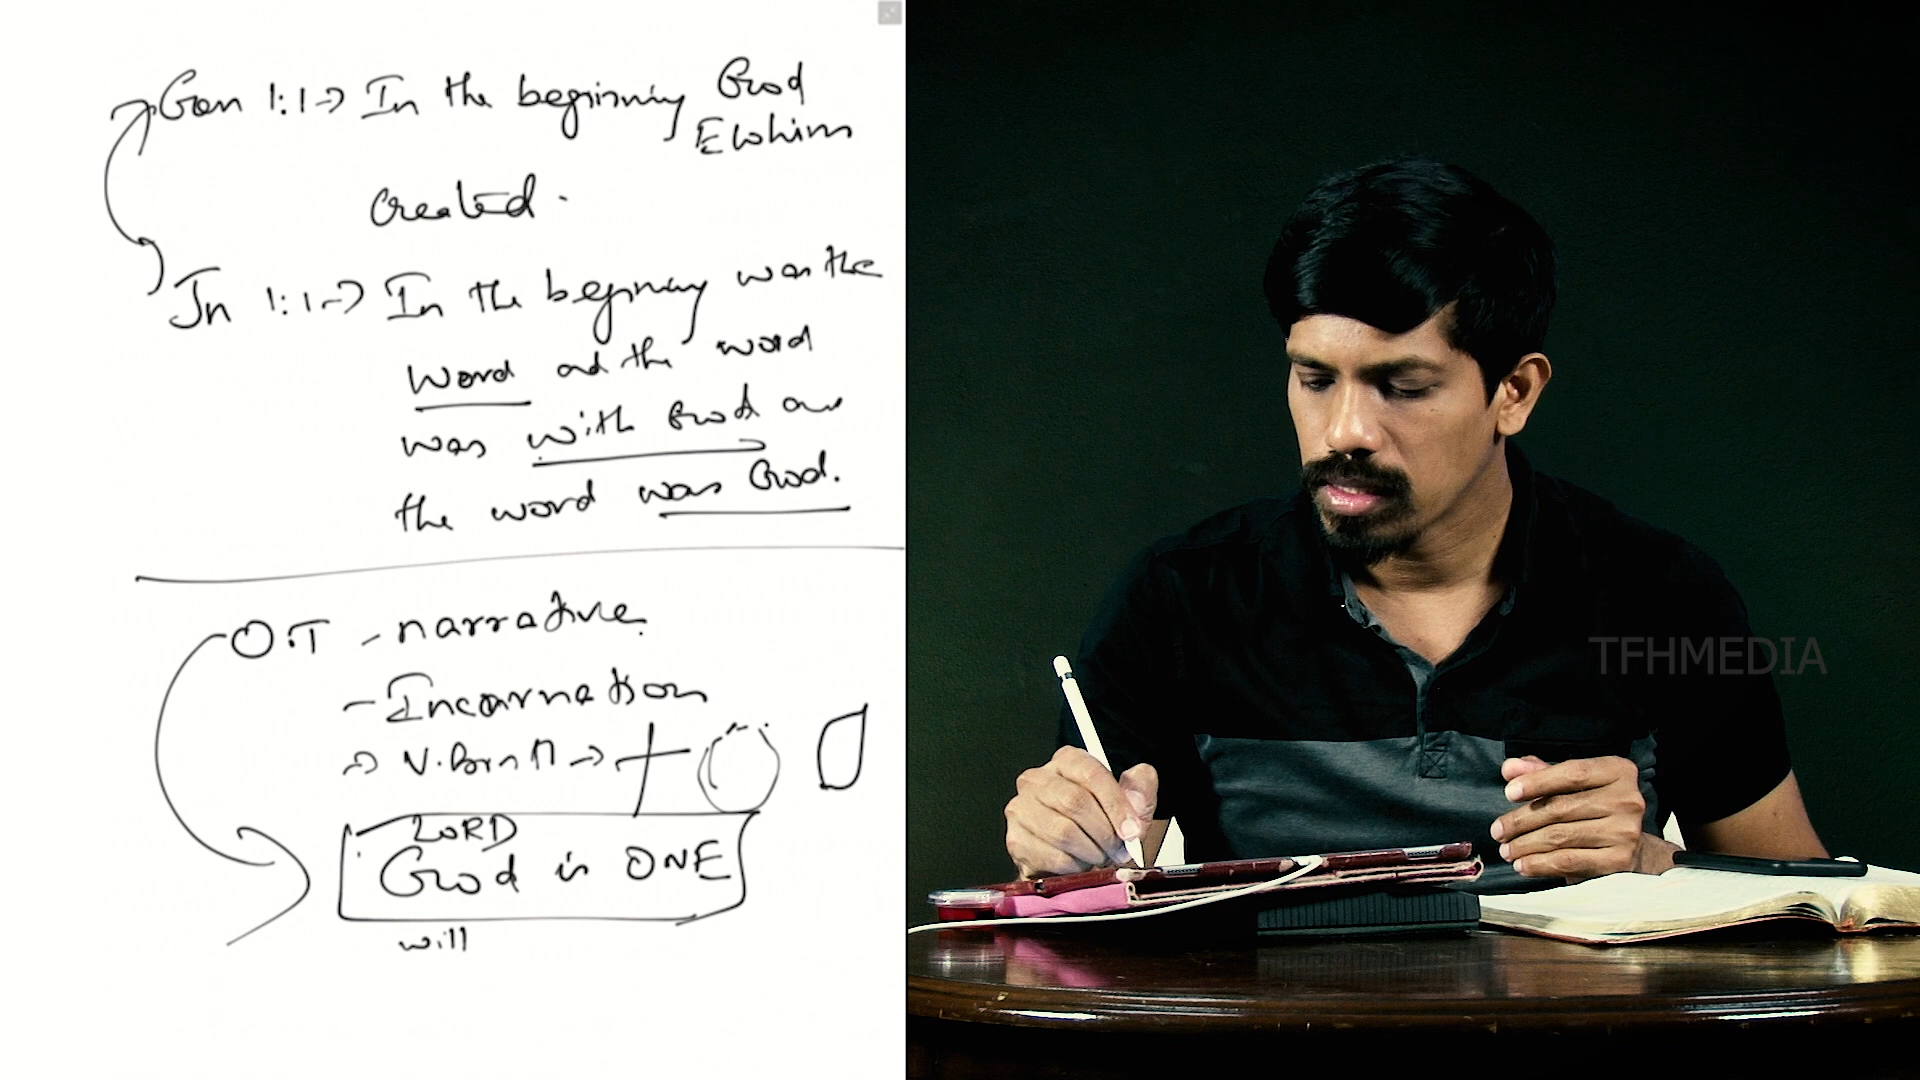 Gen 1:1 → In the beginning God
Elohim
created.
Jn 1:1 → In the beginning was the
Word and the word
was with God and
the word was God.
O.T - narrative.
- Incarnation
→ V. Born →
LORD
God is ONE
will
TFHMEDIA